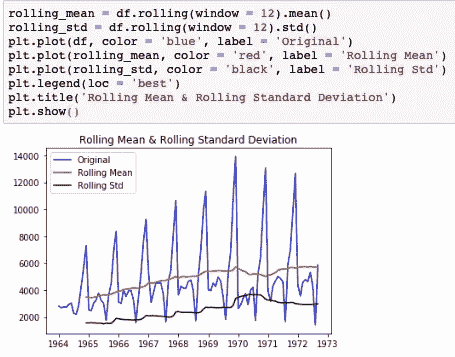 rolling_mean = df.rolling(window = 12).mean()
rolling_std = df.rolling(window = 12).std()
plt.plot(df, color = 'blue', label = 'Original')
plt.plot(rolling_mean, color = 'red', label = 'Rolling Mean')
plt.plot(rolling_std, color = 'black', label = 'Rolling Std')
plt.legend(loc = 'best')
plt.title('Rolling Mean & Rolling Standard Deviation')
plt.show()
Rolling Mean & Rolling Standard Deviation
Original
Rolling Mean
Rolling Std
14000
12000
10000
8000
6000
4000
2000
1964 1965 1966 1967 1968 1969 1970 1971 1972 1973